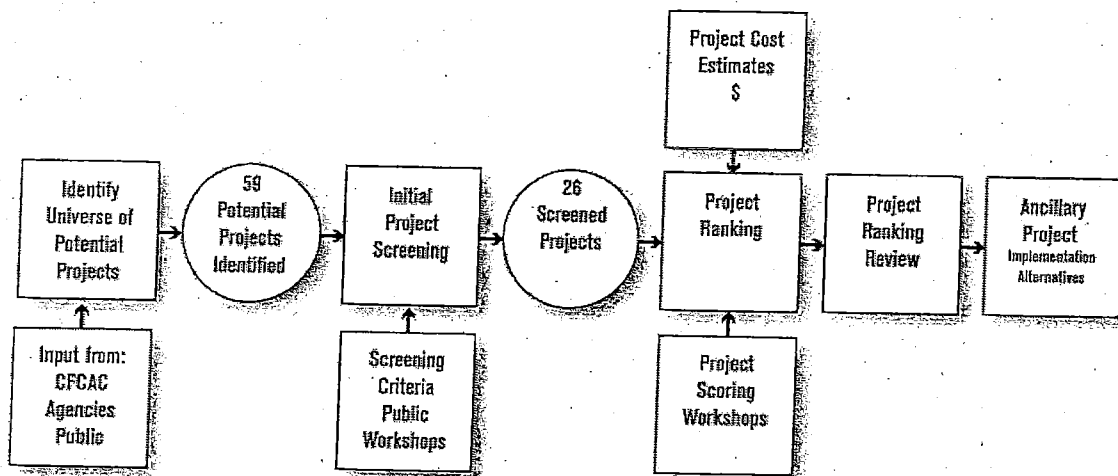 Project Cost
Estimates
$
Identify
Universe of
Potential
Projects
59
Potential
Projects
Identified
Initial
Project
Screening
26
Screened
Projects
Project
Ranking
Project
Ranking
Review
Ancillary
Project
Implementation
Alternatives
Input from:
CFCAC
Agencies
Public
Screening
Criteria
Public
Workshops
Project
Scoring
Workshops